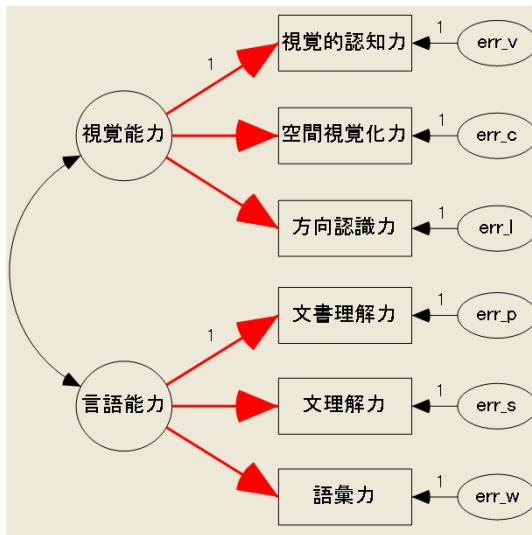 1
視覚的認知力
1
err_v
視覚能力
空間視覚化力
1
err_c
方向認識力
1
err_l
1
文書理解力
1
err_p
言語能力
文理解力
1
err_s
語彙力
1
err_w